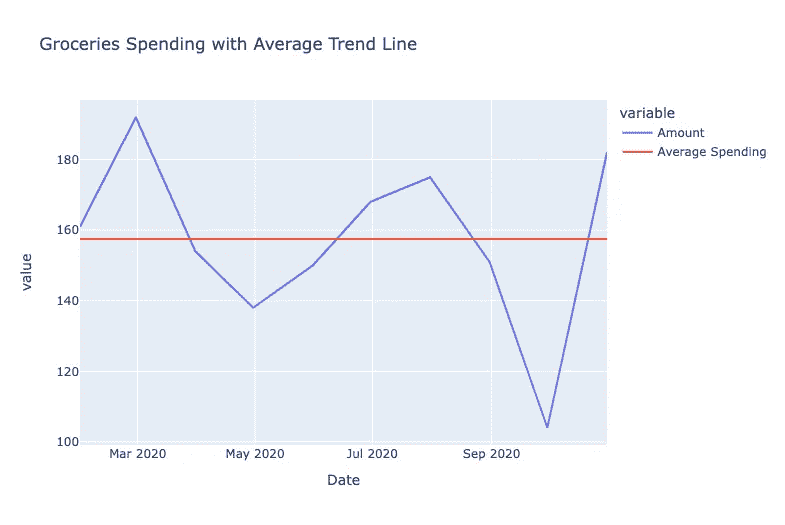 Groceries Spending with Average Trend Line
variable
Amount
Average Spending
180
160
140
120
100
value
Mar 2020
May 2020
Jul 2020
Sep 2020
Date